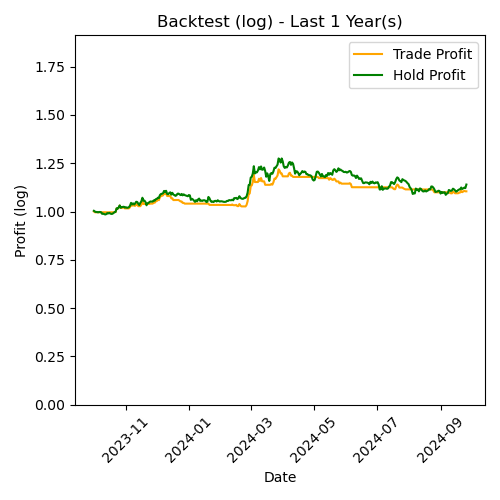 Backtest (log) - Last 1 Year(s)
Trade Profit
Hold Profit
Profit (log)
1.75
1.50
1.25
1.00
0.75
0.50
0.25
0.00
2023-11
2024-01
2024-03
2024-05
2024-07
2024-09
Date